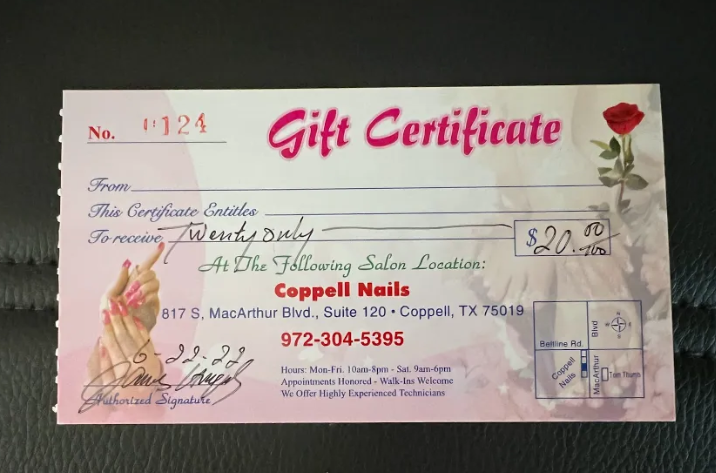 Gift Certificate
No. 124
From
This Certificate Entitles
To receive Twenty only $20.00/100
At The Following Salon Location:
Coppell Nails
817 S, MacArthur Blvd., Suite 120 • Coppell, TX 75019
972-304-5395
6-22-22
Authorized Signature
Hours: Mon-Fri. 10am-8pm - Sat. 9am-6pm
Appointments Honored - Walk-Ins Welcome
We Offer Highly Experienced Technicians
Beltline Rd.
Blvd
MacArthur
Coppell
Nails
Tom Thumb